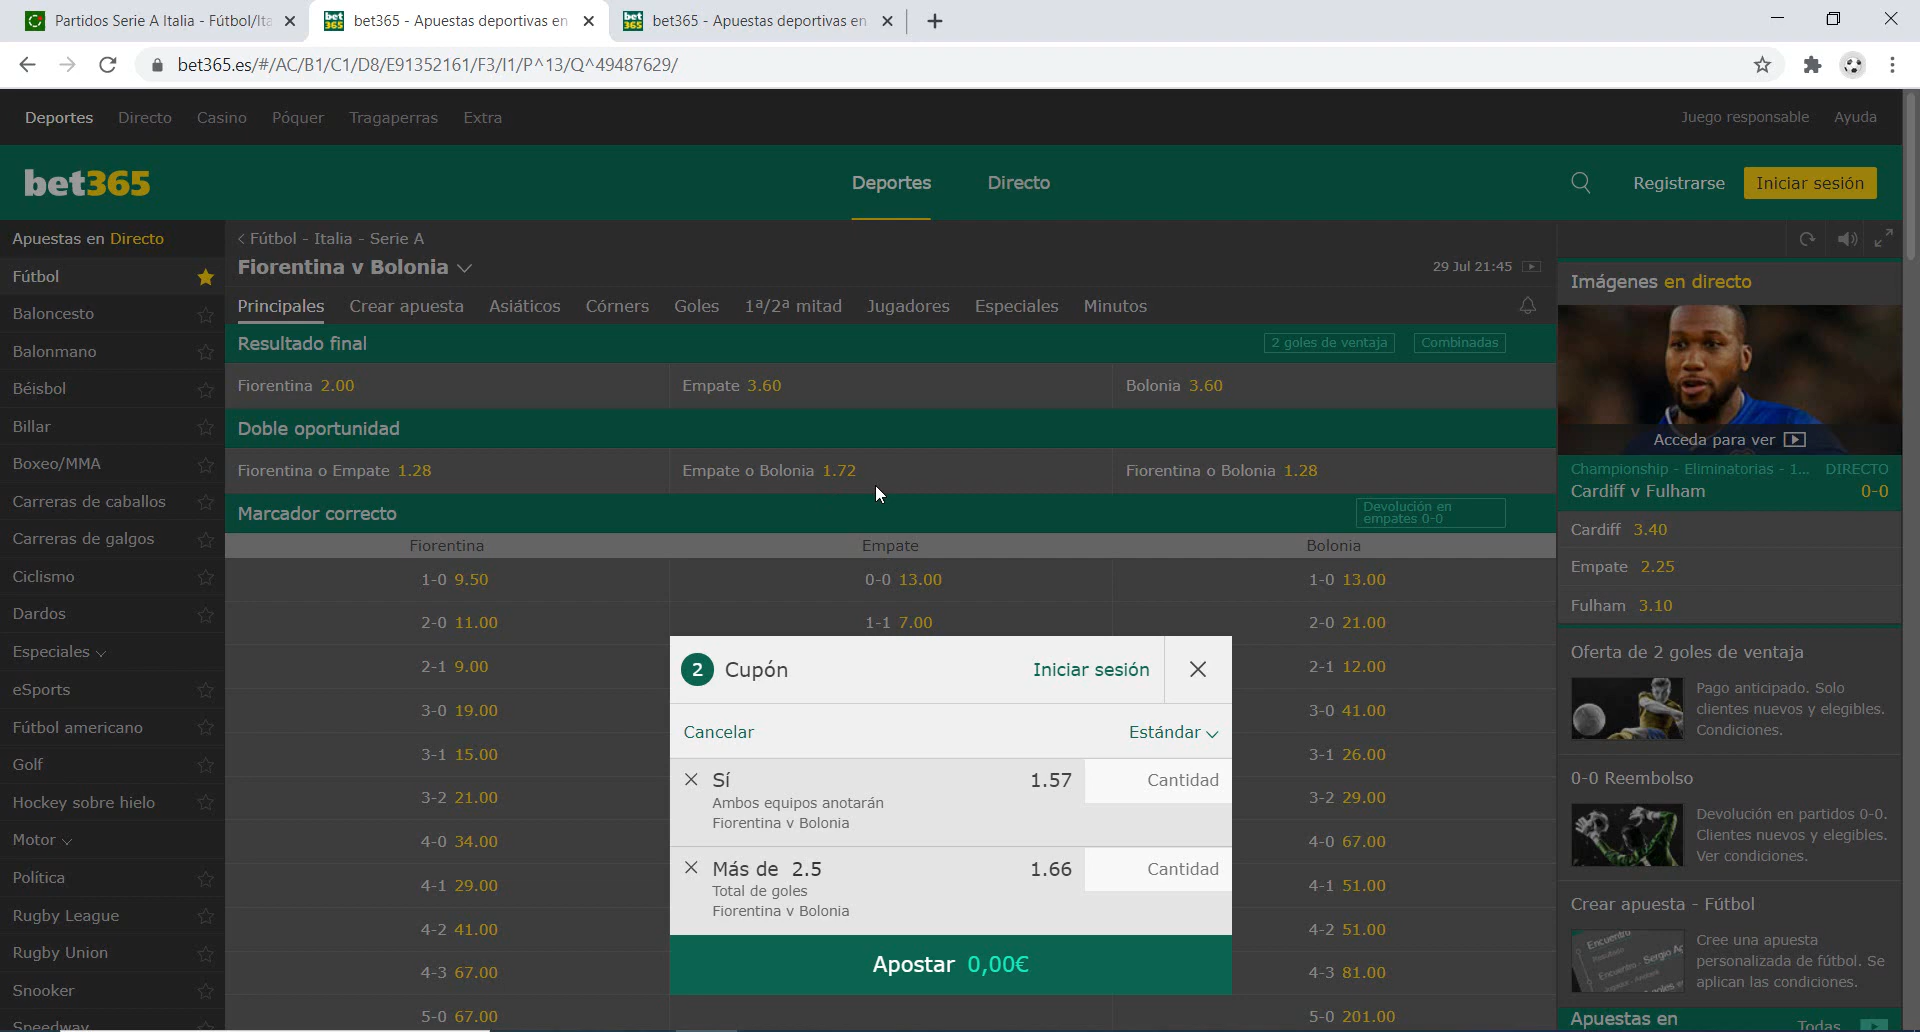 Partidos Serie A Italia - Fútbol/Ita
bet365 - Apuestas deportivas en
bet365 - Apuestas deportivas en
bet365.es/#/AC/B1/C1/D8/E91352161/F3/I1/P^13/Q^49487629/
Deportes Directo Casino Póquer Tragaperras Extra
Juego responsable Ayuda
bet365
Deportes Directo
Registrarse Iniciar sesión
Apuestas en Directo
Fútbol
Baloncesto
Balonmano
Béisbol
Billar
Boxeo/MMA
Carreras de caballos
Carreras de galgos
Ciclismo
Dardos
Especiales
eSports
Fútbol americano
Golf
Hockey sobre hielo
Motor
Política
Rugby League
Rugby Union
Snooker
Speedway
< Fútbol - Italia - Serie A
Fiorentina v Bolonia
29 Jul 21:45
Principales Crear apuesta Asiáticos Córners Goles 1ª/2ª mitad Jugadores Especiales Minutos
Resultado final
2 goles de ventaja Combinadas
Fiorentina 2.00 Empate 3.60 Bolonia 3.60
Doble oportunidad
Fiorentina o Empate 1.28 Empate o Bolonia 1.72 Fiorentina o Bolonia 1.28
Marcador correcto
Devolución en
empates 0-0
Fiorentina Empate Bolonia
1-0 9.50 0-0 13.00 1-0 13.00
2-0 11.00 1-1 7.00 2-0 21.00
2-1 9.00 2-1 12.00
3-0 19.00 3-0 41.00
3-1 15.00 3-1 26.00
3-2 21.00 3-2 29.00
4-0 34.00 4-0 67.00
4-1 29.00 4-1 51.00
4-2 41.00 4-2 51.00
4-3 67.00 4-3 81.00
5-0 67.00 5-0 201.00
2 Cupón Iniciar sesión
Cancelar Estándar
Sí 1.57 Cantidad
Ambos equipos anotarán
Fiorentina v Bolonia
Más de 2.5 1.66 Cantidad
Total de goles
Fiorentina v Bolonia
Apostar 0,00€
Imágenes en directo
Acceda para ver
Championship - Eliminatorias - 1... DIRECTO
Cardiff v Fulham 0-0
Cardiff 3.40
Empate 2.25
Fulham 3.10
Oferta de 2 goles de ventaja
Pago anticipado. Solo
clientes nuevos y elegibles.
Condiciones.
0-0 Reembolso
Devolución en partidos 0-0.
Clientes nuevos y elegibles.
Ver condiciones.
Crear apuesta - Fútbol
Cree una apuesta
personalizada de fútbol. Se
aplican las condiciones.
Apuestas en
Todas